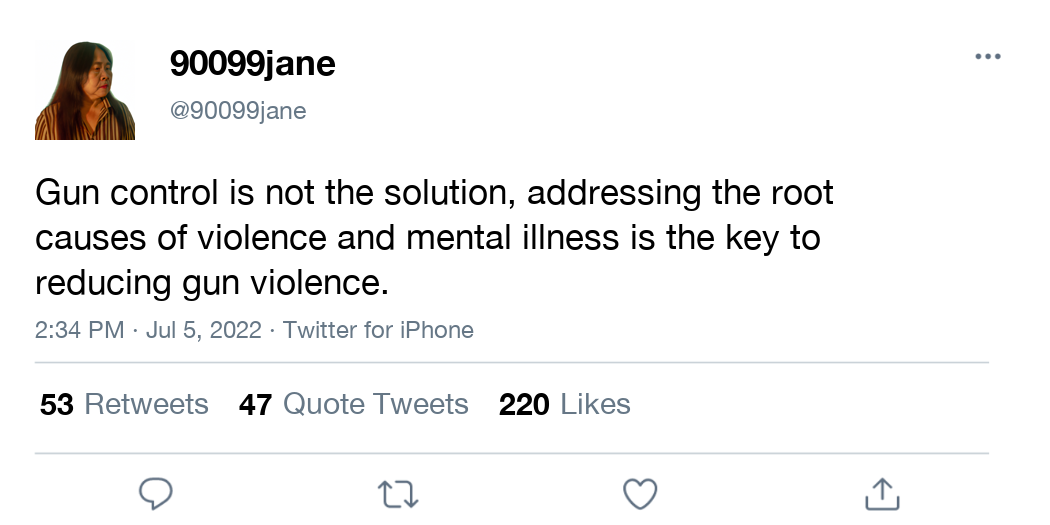 90099jane
@90099jane
Gun control is not the solution, addressing the root
causes of violence and mental illness is the key to
reducing gun violence.
2:34 PM · Jul 5, 2022 · Twitter for iPhone
53 Retweets 47 Quote Tweets 220 Likes